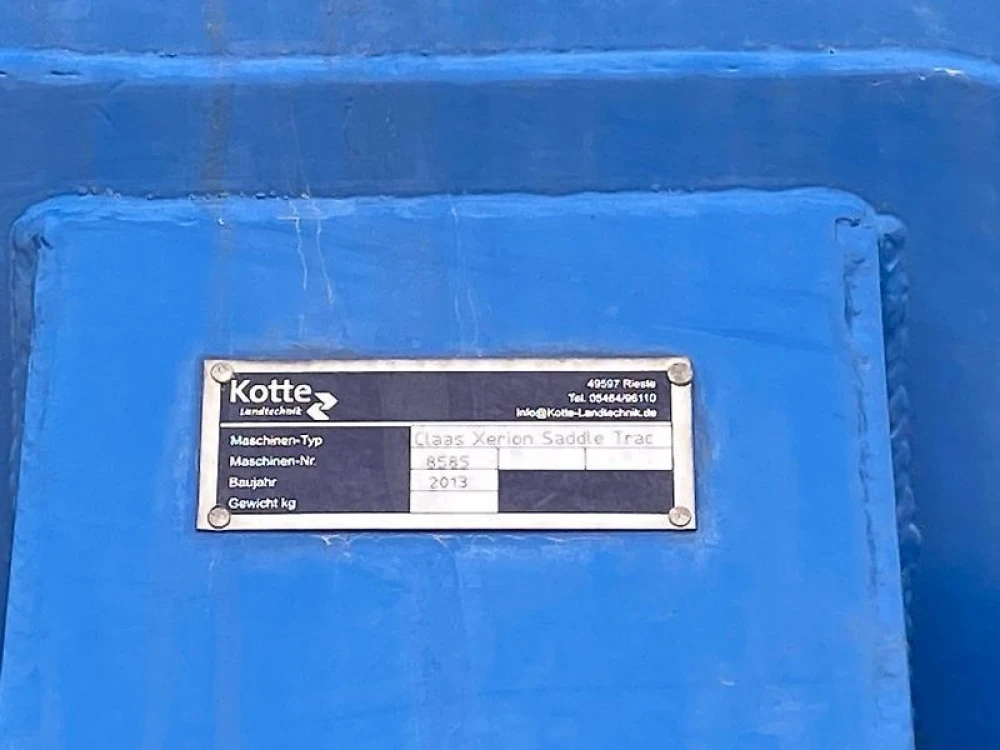 Kotte
Landtechnik
49597 Rieste
Tel. 05464/96110
Info@Kotte-Landtechnik.de
Maschinen-Typ Claas Xerion Saddle Trac
Maschinen-Nr. 8585
Baujahr 2013
Gewicht kg